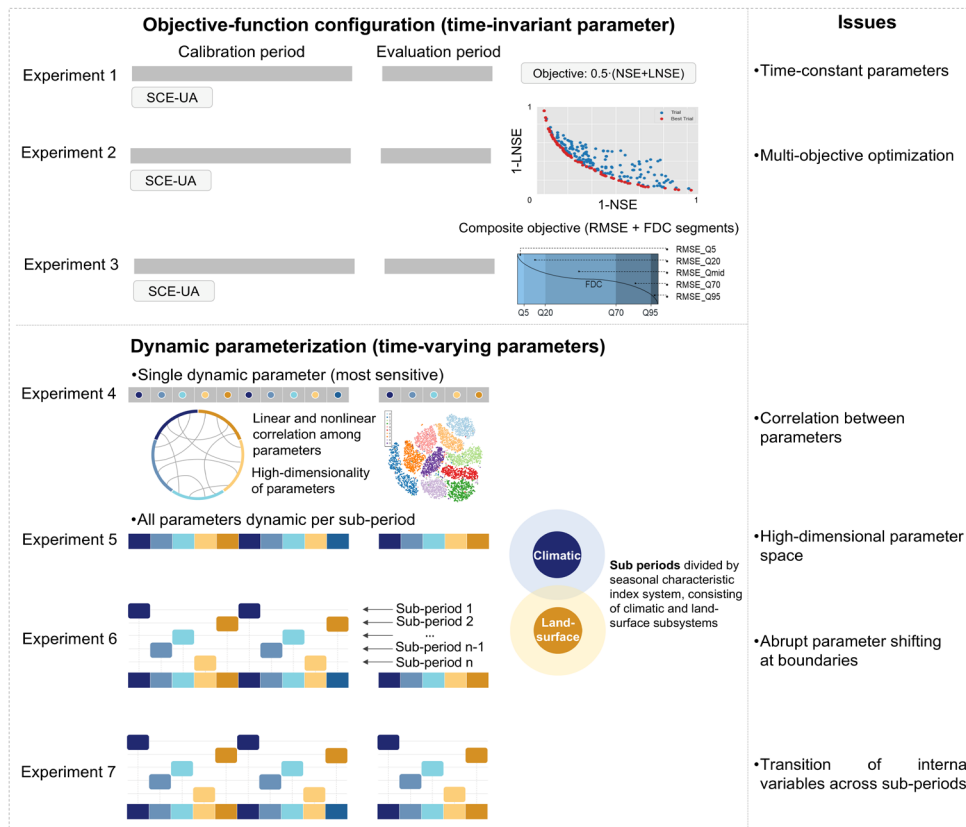 Objective-function configuration (time-invariant parameter)
Issues
Calibration period
Evaluation period
Experiment 1
Objective: 0.5·(NSE+LNSE)
•Time-constant parameters
SCE-UA
1
Trial
Best Trial
Experiment 2
1-LNSE
•Multi-objective optimization
SCE-UA
0
1-NSE
1
Composite objective (RMSE + FDC segments)
RMSE_Q5
RMSE_Q20
Experiment 3
RMSE_Qmid
FDC
RMSE_Q70
SCE-UA
RMSE_Q95
Q5
Q20
Q70
Q95
Dynamic parameterization (time-varying parameters)
•Single dynamic parameter (most sensitive)
Experiment 4
Linear and nonlinear
correlation among
parameters
High-dimensionality
of parameters
•Correlation between
parameters
•All parameters dynamic per sub-period
Experiment 5
Climatic
Sub periods divided by
seasonal characteristic
index system, consisting
of climatic and land-
surface subsystems
•High-dimensional parameter
space
Experiment 6
Sub-period 1
Sub-period 2
...
Sub-period n-1
Sub-period n
Land-
surface
•Abrupt parameter shifting
at boundaries
Experiment 7
•Transition of interna
variables across sub-periods